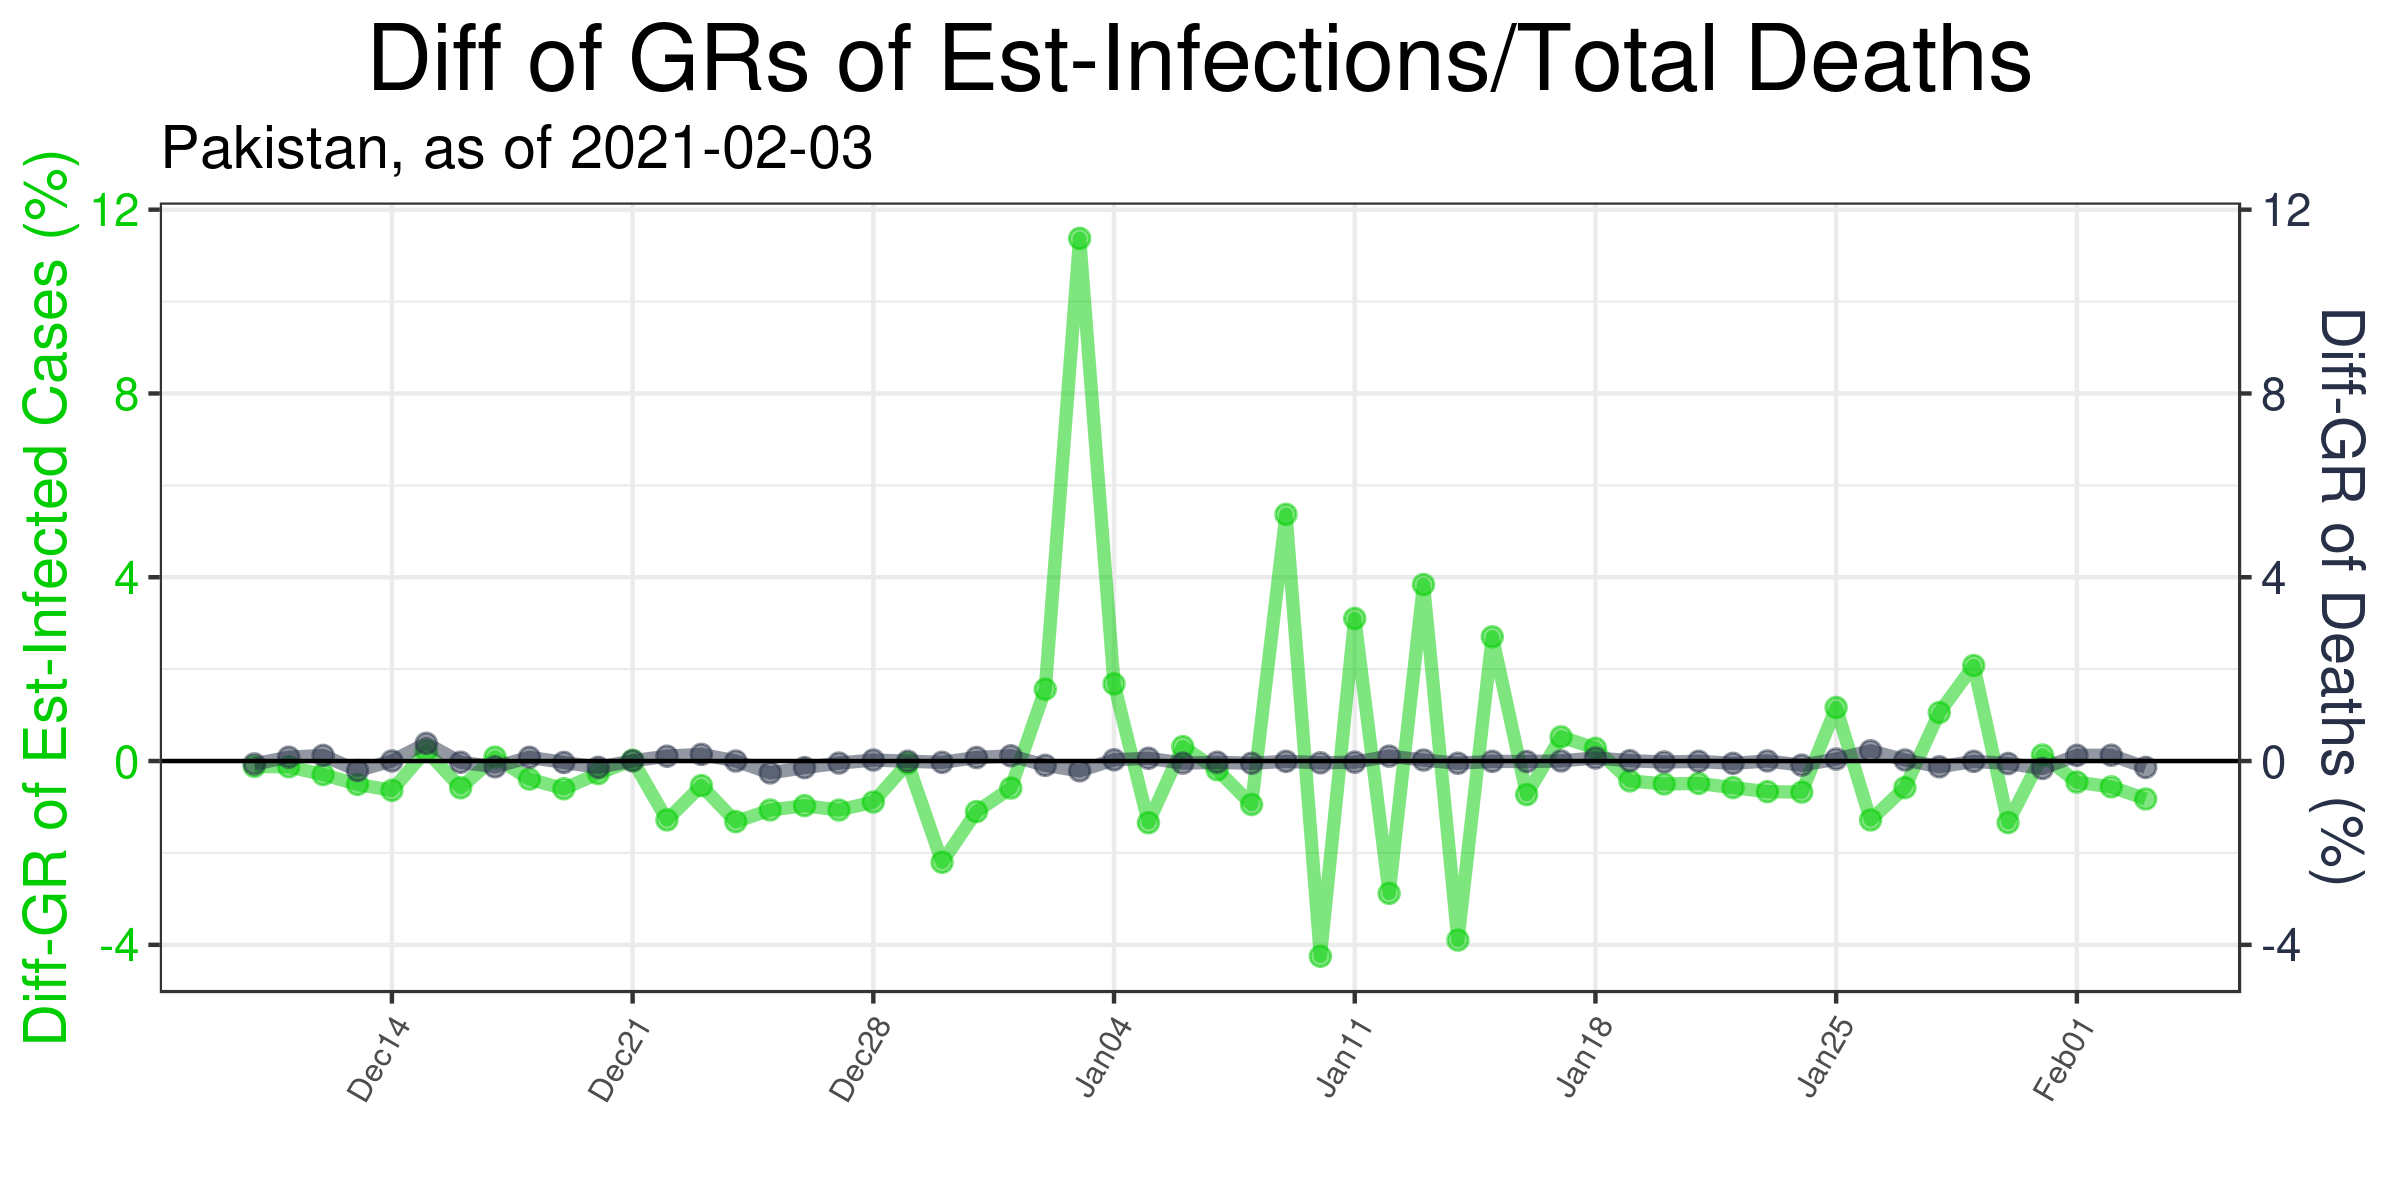 Diff of GRs of Est-Infections/Total Deaths
Pakistan, as of 2021-02-03
Diff-GR of Est-Infected Cases (%)
12
8
4
0
-4
12
8
4
0
-4
Diff-GR of Deaths (%)
Dec14
Dec21
Dec28
Jan04
Jan11
Jan18
Jan25
Feb01